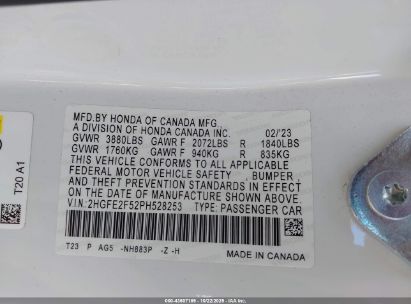 MFD.BY HONDA OF CANADA MFG.
A DIVISION OF HONDA CANADA INC. 02/23
GVWR 3880LBS GAWR F 2072LBS R 1840LBS
GVWR 1760KG GAWR F 940KG R 835KG
THIS VEHICLE CONFORMS TO ALL APPLICABLE
FEDERAL MOTOR VEHICLE SAFETY, BUMPER
AND THEFT PREVENTION STANDARDS IN EFFECT
ON THE DATE OF MANUFACTURE SHOWN ABOVE.
V.I.N: 2HGFE2F52PH528253 TYPE: PASSENGER CAR
T23 P AG5 -NH883P -Z -H
MADE IN CANADA
T20 A1